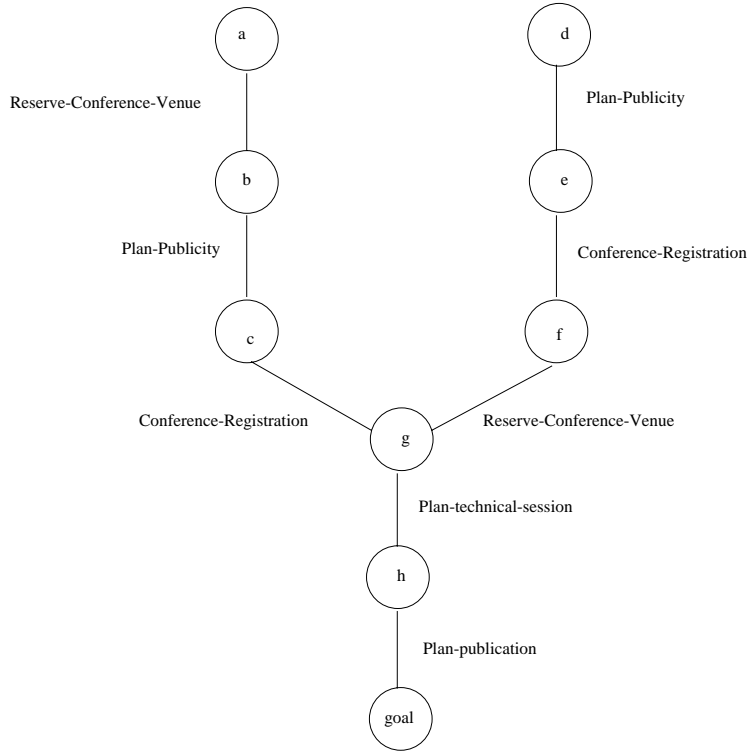 a
d
Reserve-Conference-Venue
Plan-Publicity
b
e
Plan-Publicity
Conference-Registration
c
f
Conference-Registration
g
Reserve-Conference-Venue
Plan-technical-session
h
Plan-publication
goal